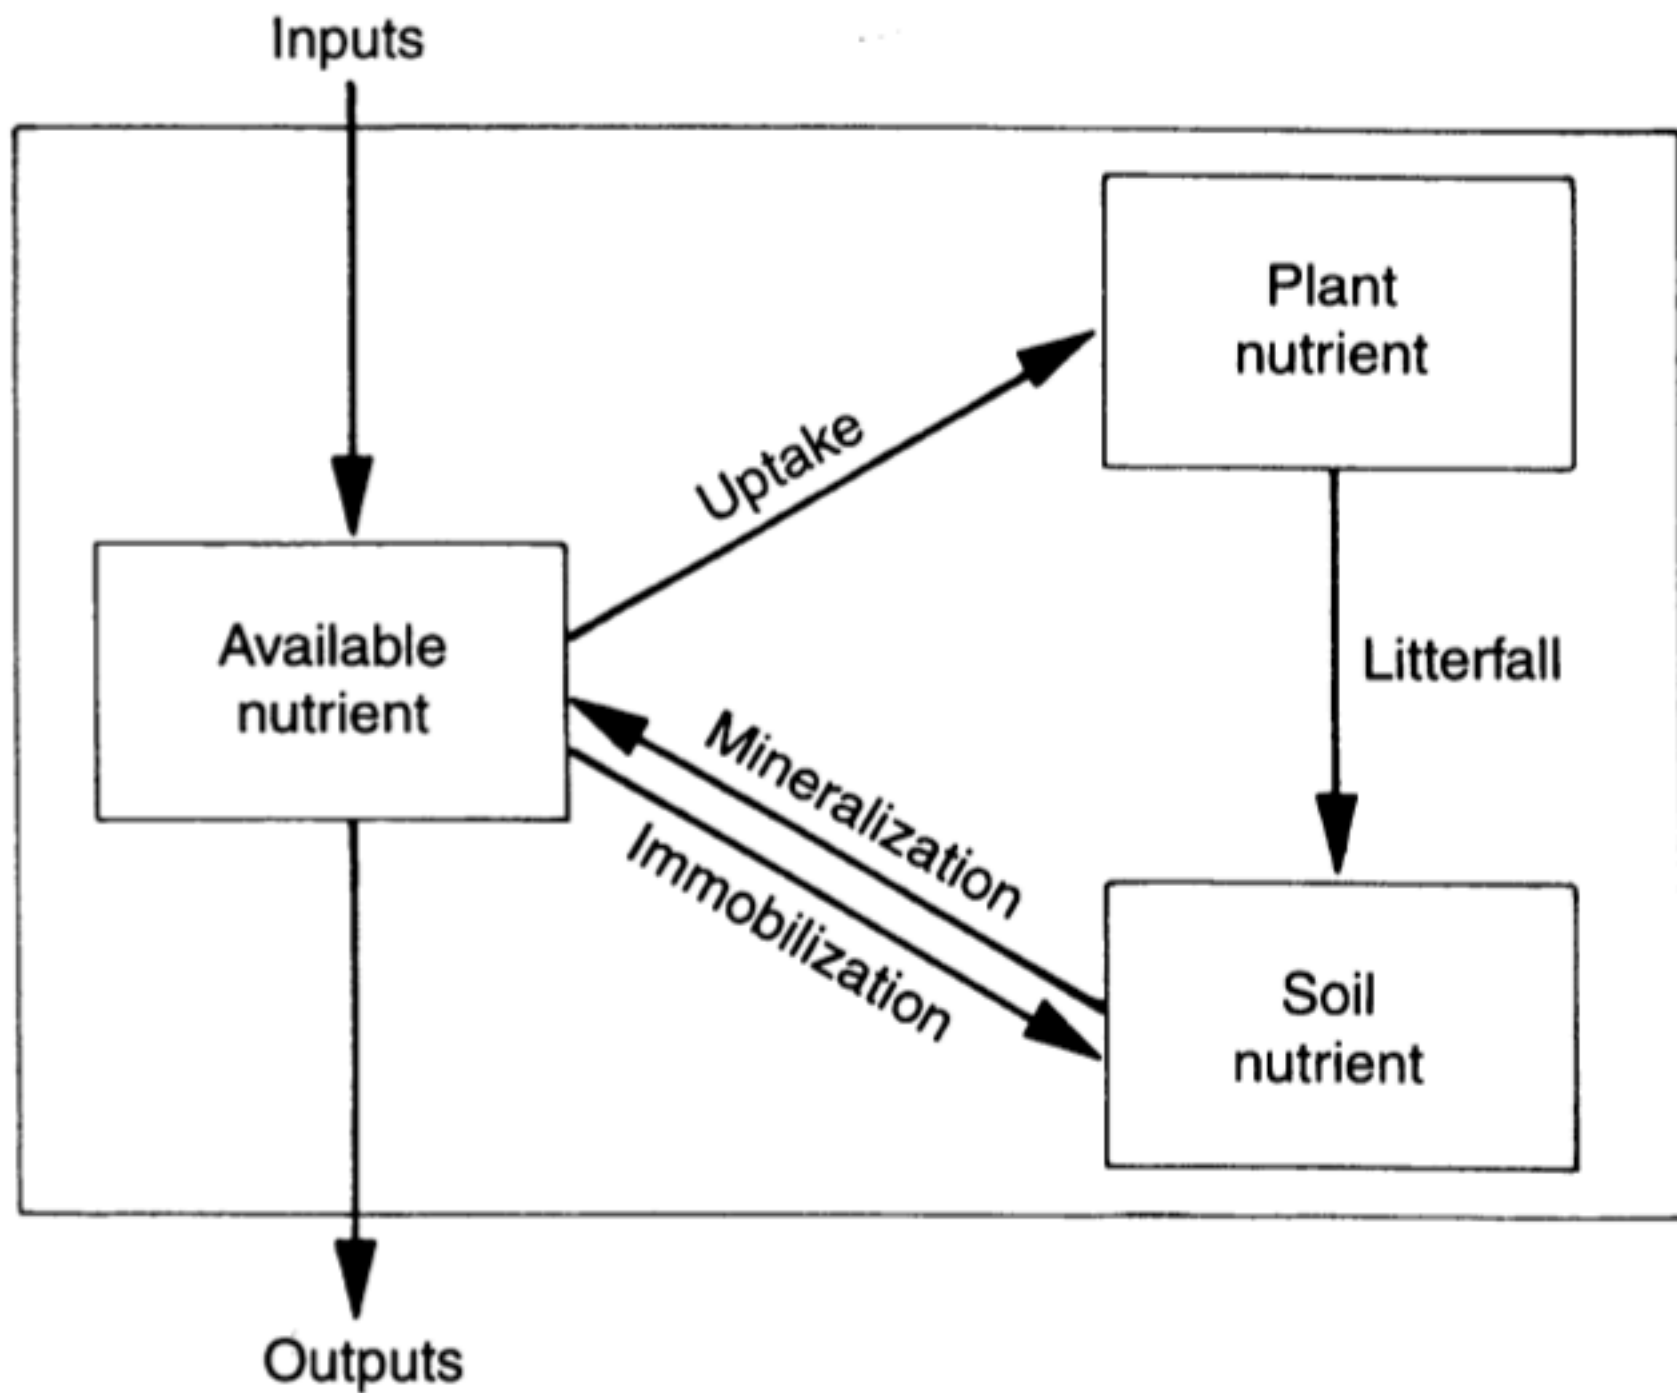 Inputs
Plant
nutrient
Uptake
Available
nutrient
Litterfall
Mineralization
Immobilization
Soil
nutrient
Outputs